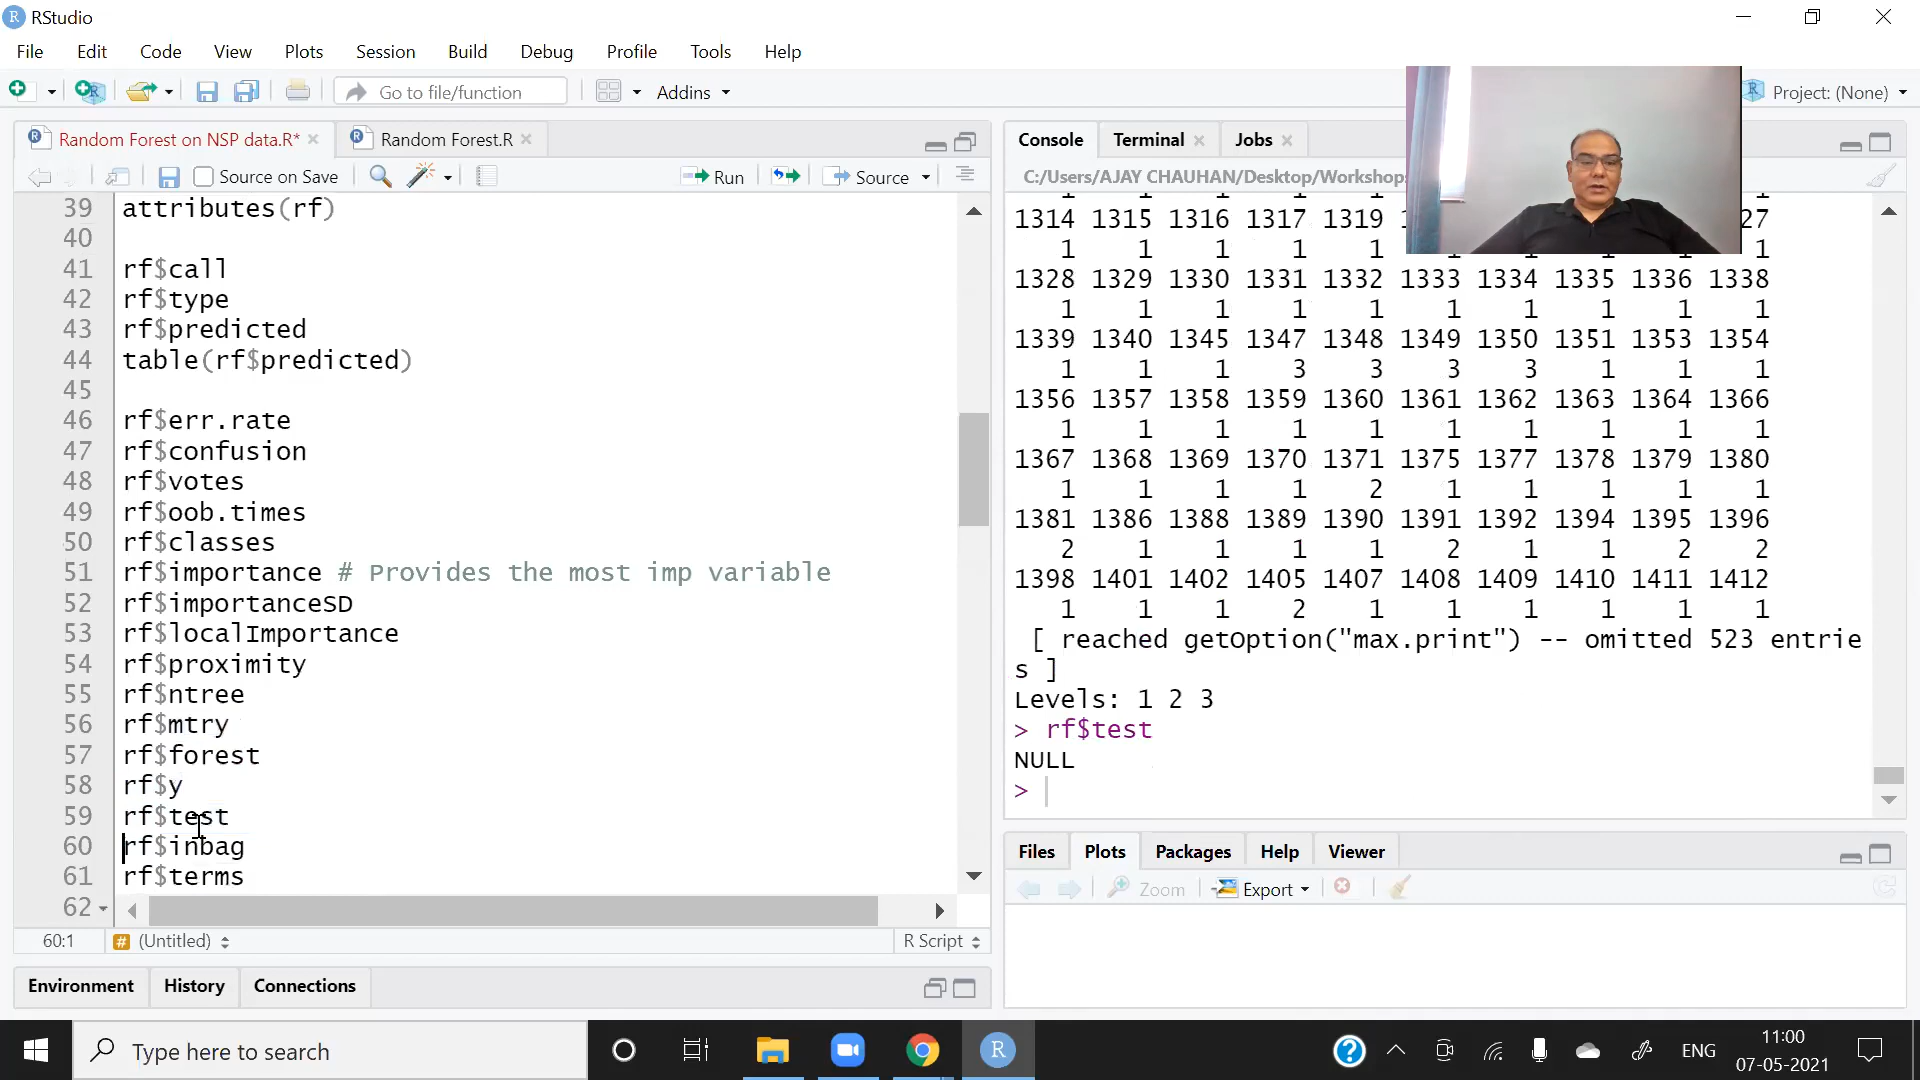 RStudio
File Edit Code View Plots Session Build Debug Profile Tools Help
Go to file/function Addins Project: (None)
Random Forest on NSP data.R* Random Forest.R
Source on Save Run Source
39 attributes(rf)
40
41 rf$call
42 rf$type
43 rf$predicted
44 table(rf$predicted)
45
46 rf$err.rate
47 rf$confusion
48 rf$votes
49 rf$oob.times
50 rf$classes
51 rf$importance # Provides the most imp variable
52 rf$importanceSD
53 rf$localImportance
54 rf$proximity
55 rf$ntree
56 rf$mtry
57 rf$forest
58 rf$y
59 rf$test
60 rf$inbag
61 rf$terms
62
60:1 (Untitled) R Script
Environment History Connections
Console Terminal Jobs
C:/Users/AJAY CHAUHAN/Desktop/Workshops
1314 1315 1316 1317 1319 27
1 1 1 1 1
1328 1329 1330 1331 1332 1333 1334 1335 1336 1338
1 1 1 1 1 1 1 1 1 1
1339 1340 1345 1347 1348 1349 1350 1351 1353 1354
1 1 1 3 3 3 3 1 1 1
1356 1357 1358 1359 1360 1361 1362 1363 1364 1366
1 1 1 1 1 1 1 1 1 1
1367 1368 1369 1370 1371 1375 1377 1378 1379 1380
1 1 1 1 2 1 1 1 1 1
1381 1386 1388 1389 1390 1391 1392 1394 1395 1396
2 1 1 1 1 2 1 1 2 2
1398 1401 1402 1405 1407 1408 1409 1410 1411 1412
1 1 1 2 1 1 1 1 1 1
[ reached getOption("max.print") -- omitted 523 entrie
s ]
Levels: 1 2 3
> rf$test
NULL
>
Files Plots Packages Help Viewer
Zoom Export
Type here to search
ENG
11:00
07-05-2021